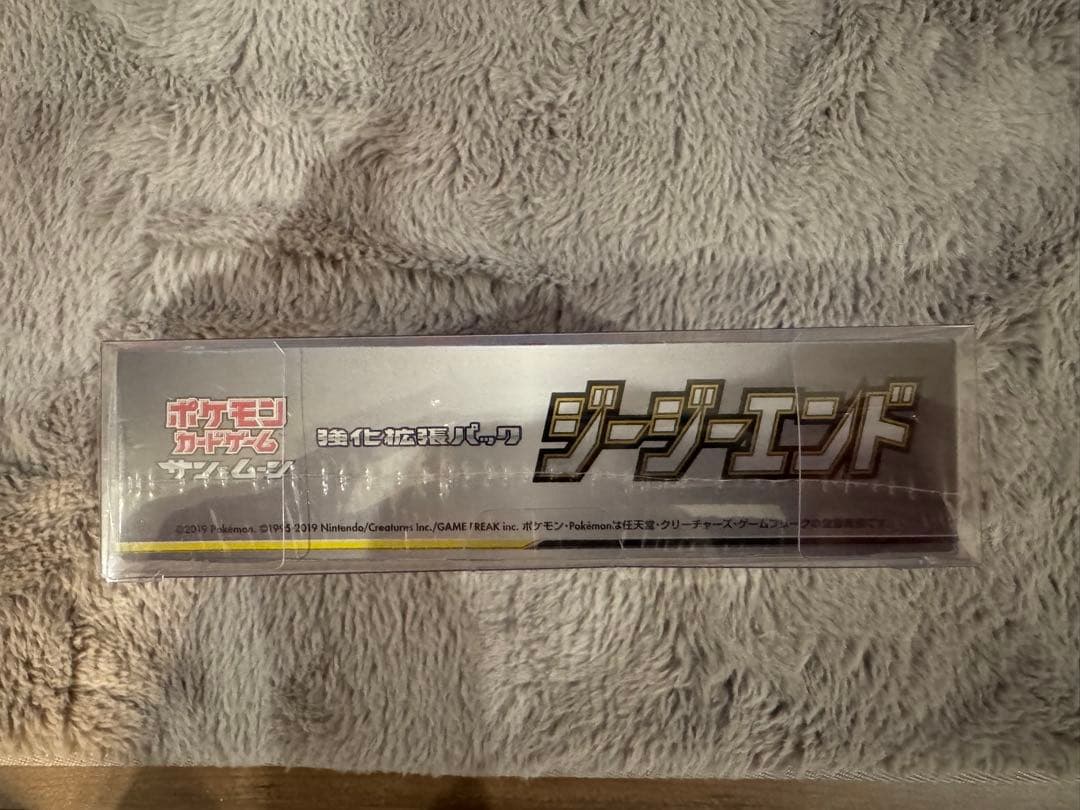 ポケモン
カードゲーム
サン&ムーン
強化拡張パック
ジージーエンド
©2019 Pokémon. ©1995-2019 Nintendo/Creatures Inc./GAME FREAK inc. ポケモン・Pokémonは任天堂・クリーチャーズ・ゲームフリークの登録商標です。